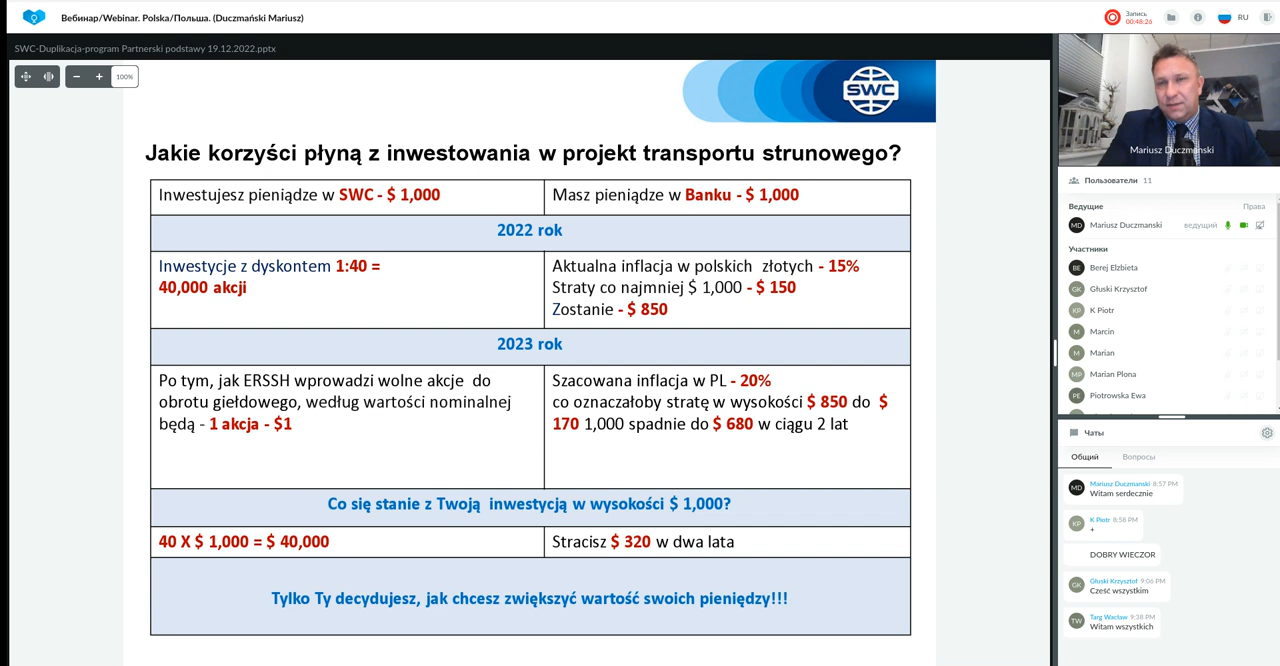 Вебинар/Webinar. Polska/Польша. (Duczmański Mariusz)
Запись
00:48:26
RU
SWC-Duplikacja-program Partnerski podstawy 19.12.2022.pptx
100%
SWC
Jakie korzyści płyną z inwestowania w projekt transportu strunowego?
Inwestujesz pieniądze w SWC - $ 1,000
Masz pieniądze w Banku - $ 1,000
2022 rok
Inwestycje z dyskontem 1:40 =
40,000 akcji
Aktualna inflacja w polskich złotych - 15%
Straty co najmniej $ 1,000 - $ 150
Zostanie - $ 850
2023 rok
Po tym, jak ERSSH wprowadzi wolne akcje do
obrotu giełdowego, według wartości nominalnej
będą - 1 akcja - $1
Szacowana inflacja w PL - 20%
co oznaczałoby stratę w wysokości $ 850 do $
170 1,000 spadnie do $ 680 w ciągu 2 lat
Co się stanie z Twoją inwestycją w wysokości $ 1,000?
40 X $ 1,000 = $ 40,000
Stracisz $ 320 w dwa lata
Tylko Ty decydujesz, jak chcesz zwiększyć wartość swoich pieniędzy!!!
Mariusz Duczmanski
Пользователи 11
Ведущие
Права
MD
Mariusz Duczmanski
ведущий
Участники
BE
Berej Elzbieta
GK
Głuski Krzysztof
KP
K Piotr
M
Marcin
M
Marian
MP
Marian Plona
PE
Piotrowska Ewa
Чаты
Общий
Вопросы
MD
Mariusz Duczmanski 8:57 PM
Witam serdecznie
KP
K Piotr 8:58 PM
+
DOBRY WIECZOR
GK
Głuski Krzysztof 9:06 PM
Cześć wszystkim
TW
Targ Wacław 9:38 PM
Witam wszystkich